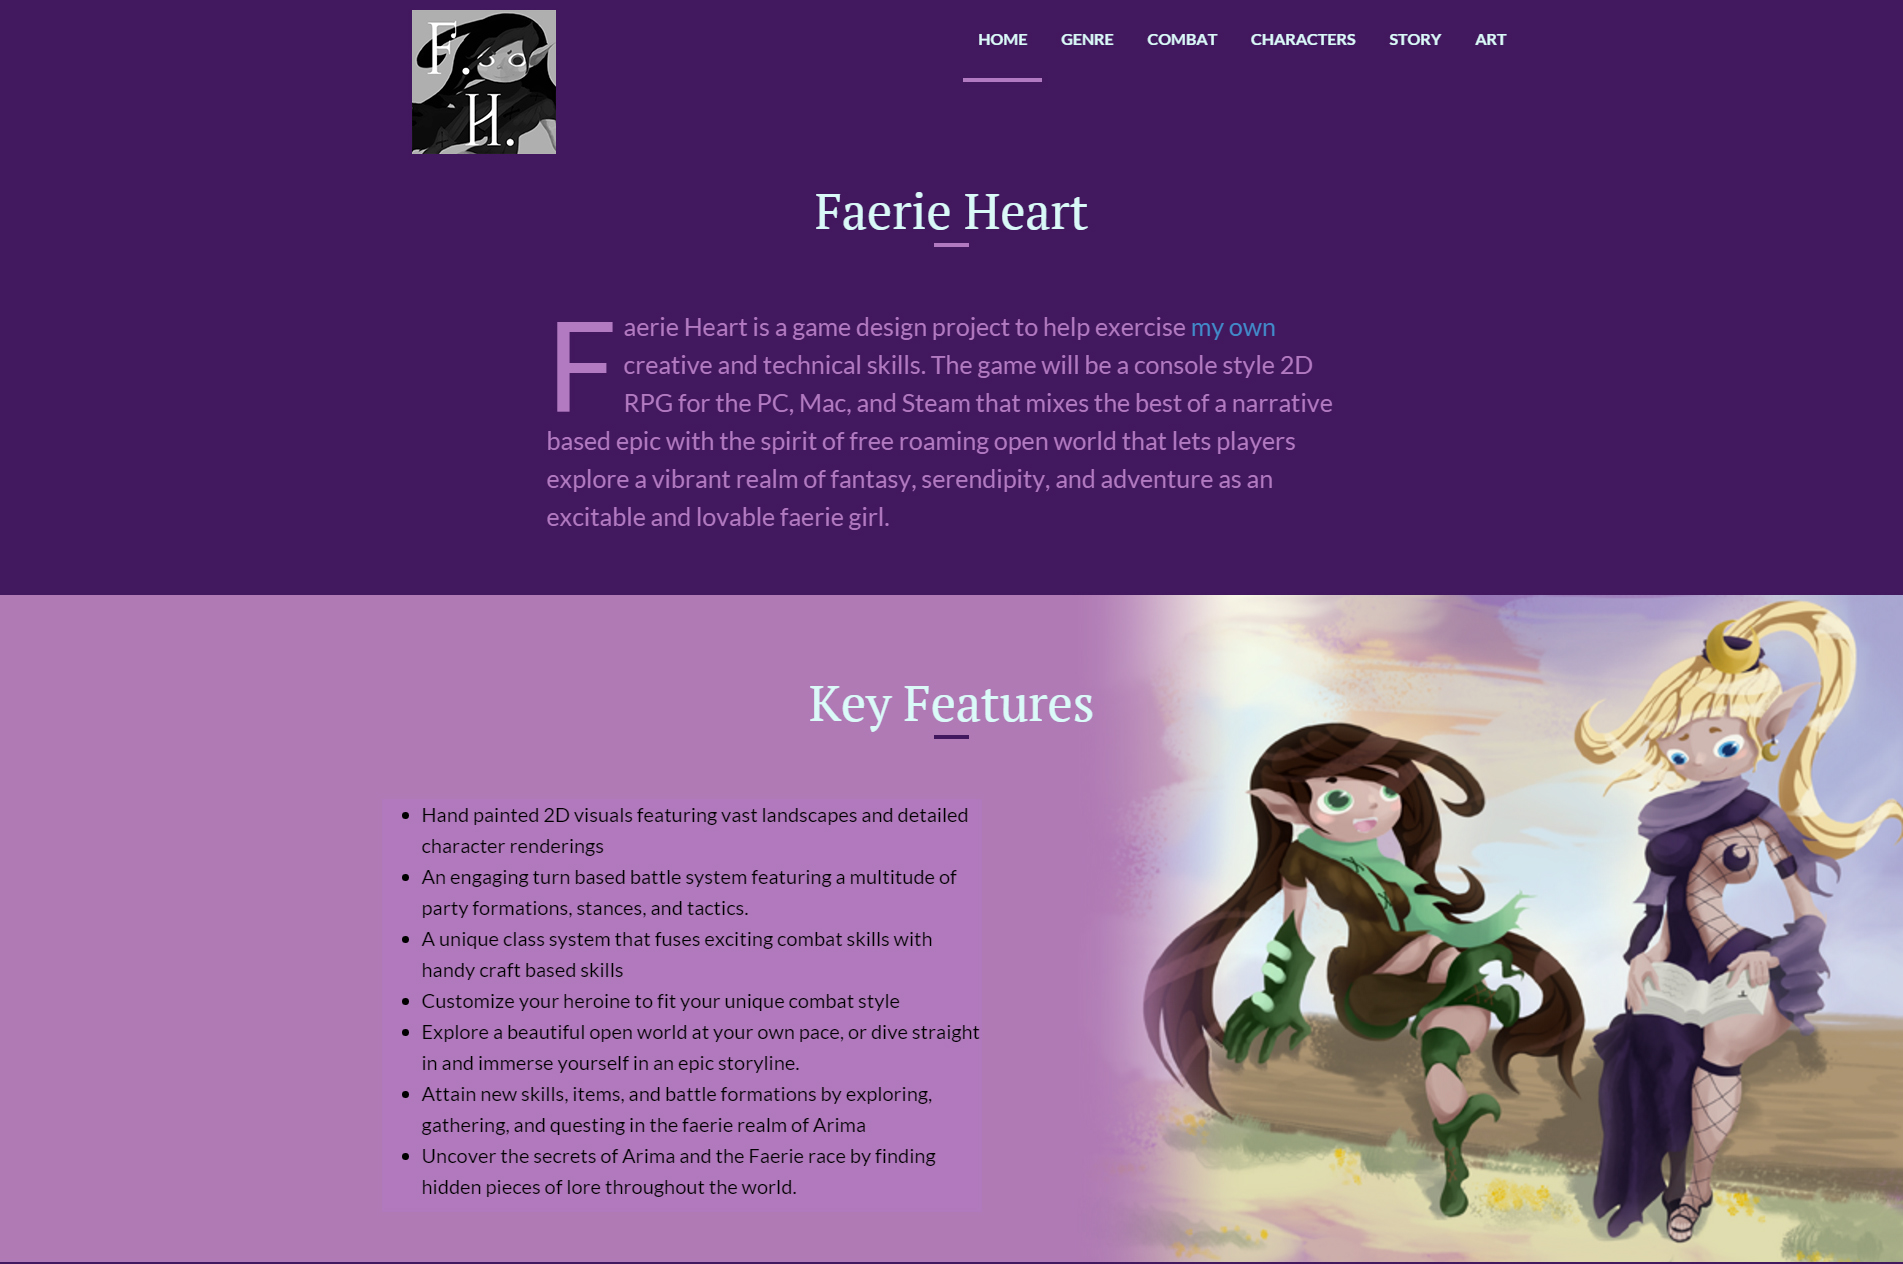 F.
H.
HOME GENRE COMBAT CHARACTERS STORY ART
Faerie Heart
Faerie Heart is a game design project to help exercise my own
creative and technical skills. The game will be a console style 2D
RPG for the PC, Mac, and Steam that mixes the best of a narrative
based epic with the spirit of free roaming open world that lets players
explore a vibrant realm of fantasy, serendipity, and adventure as an
excitable and lovable faerie girl.
Key Features
• Hand painted 2D visuals featuring vast landscapes and detailed
character renderings
• An engaging turn based battle system featuring a multitude of
party formations, stances, and tactics.
• A unique class system that fuses exciting combat skills with
handy craft based skills
• Customize your heroine to fit your unique combat style
• Explore a beautiful open world at your own pace, or dive straight
in and immerse yourself in an epic storyline.
• Attain new skills, items, and battle formations by exploring,
gathering, and questing in the faerie realm of Arima
• Uncover the secrets of Arima and the Faerie race by finding
hidden pieces of lore throughout the world.